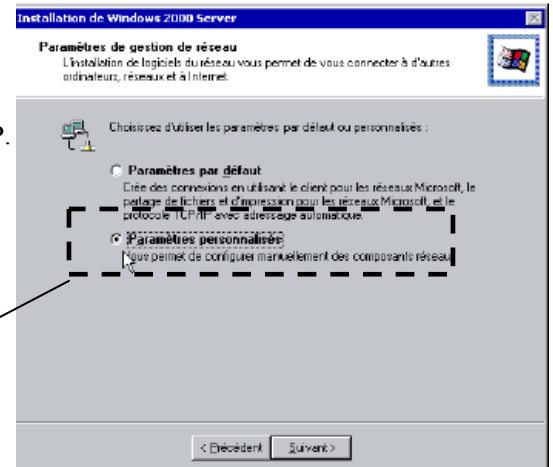 Installation de Windows 2000 Server
Paramètres de gestion de réseau
L'installation de logiciels du réseau vous permet de vous connecter à d'autres
ordinateurs, réseaux et à Internet.
?.
Choisissez d'utiliser les paramètres par défaut ou personnalisés :
Paramètres par défaut
Crée des connexions en utilisant le client pour les réseaux Microsoft, le
partage de fichiers et d'impression pour les réseaux Microsoft, et le
protocole TCP/IP avec adressage automatique.
Paramètres personnalisés
Vous permet de configurer manuellement des composants réseau.
< Précédent
Suivant >